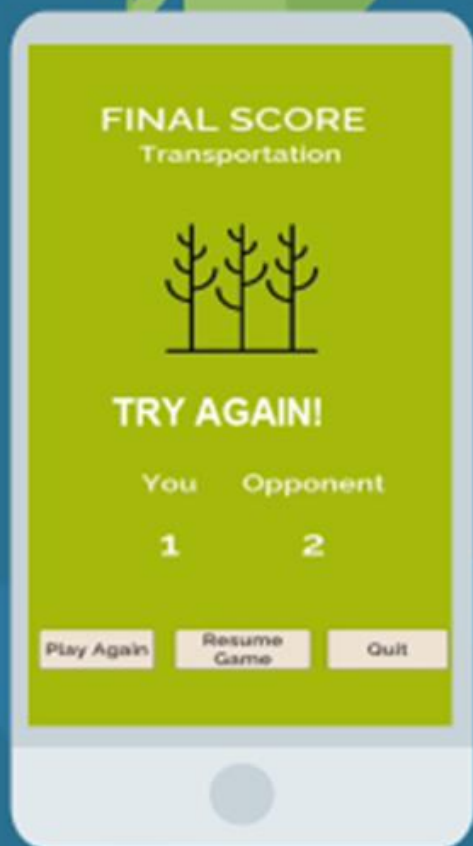 FINAL SCORE
Transportation
TRY AGAIN!
You Opponent
1 2
Play Again
Resume
Game
Quit